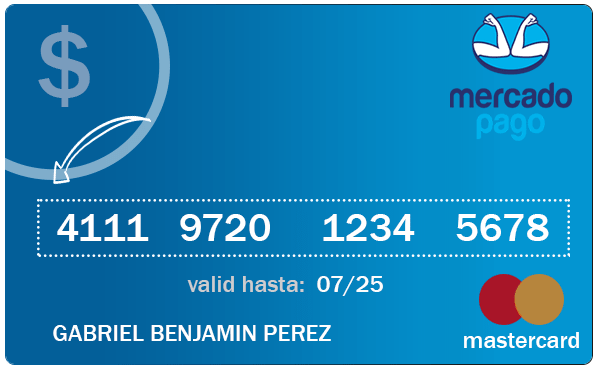 $
mercado
pago
4111 9720 1234 5678
valid hasta: 07/25
GABRIEL BENJAMIN PEREZ
mastercard